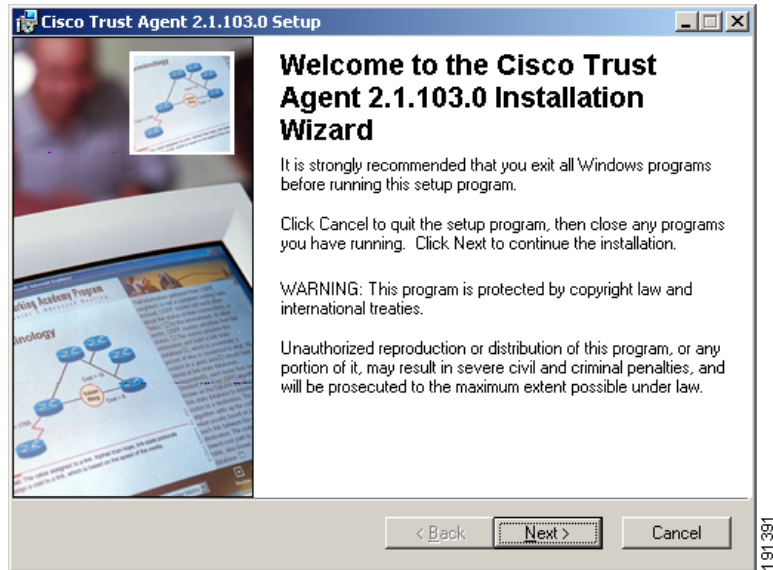 Cisco Trust Agent 2.1.103.0 Setup
Welcome to the Cisco Trust
Agent 2.1.103.0 Installation
Wizard
It is strongly recommended that you exit all Windows programs
before running this setup program.
Click Cancel to quit the setup program, then close any programs
you have running. Click Next to continue the installation.
WARNING: This program is protected by copyright law and
international treaties.
Unauthorized reproduction or distribution of this program, or any
portion of it, may result in severe civil and criminal penalties, and
will be prosecuted to the maximum extent possible under law.
Academy Program
< Back
Next >
Cancel
191391